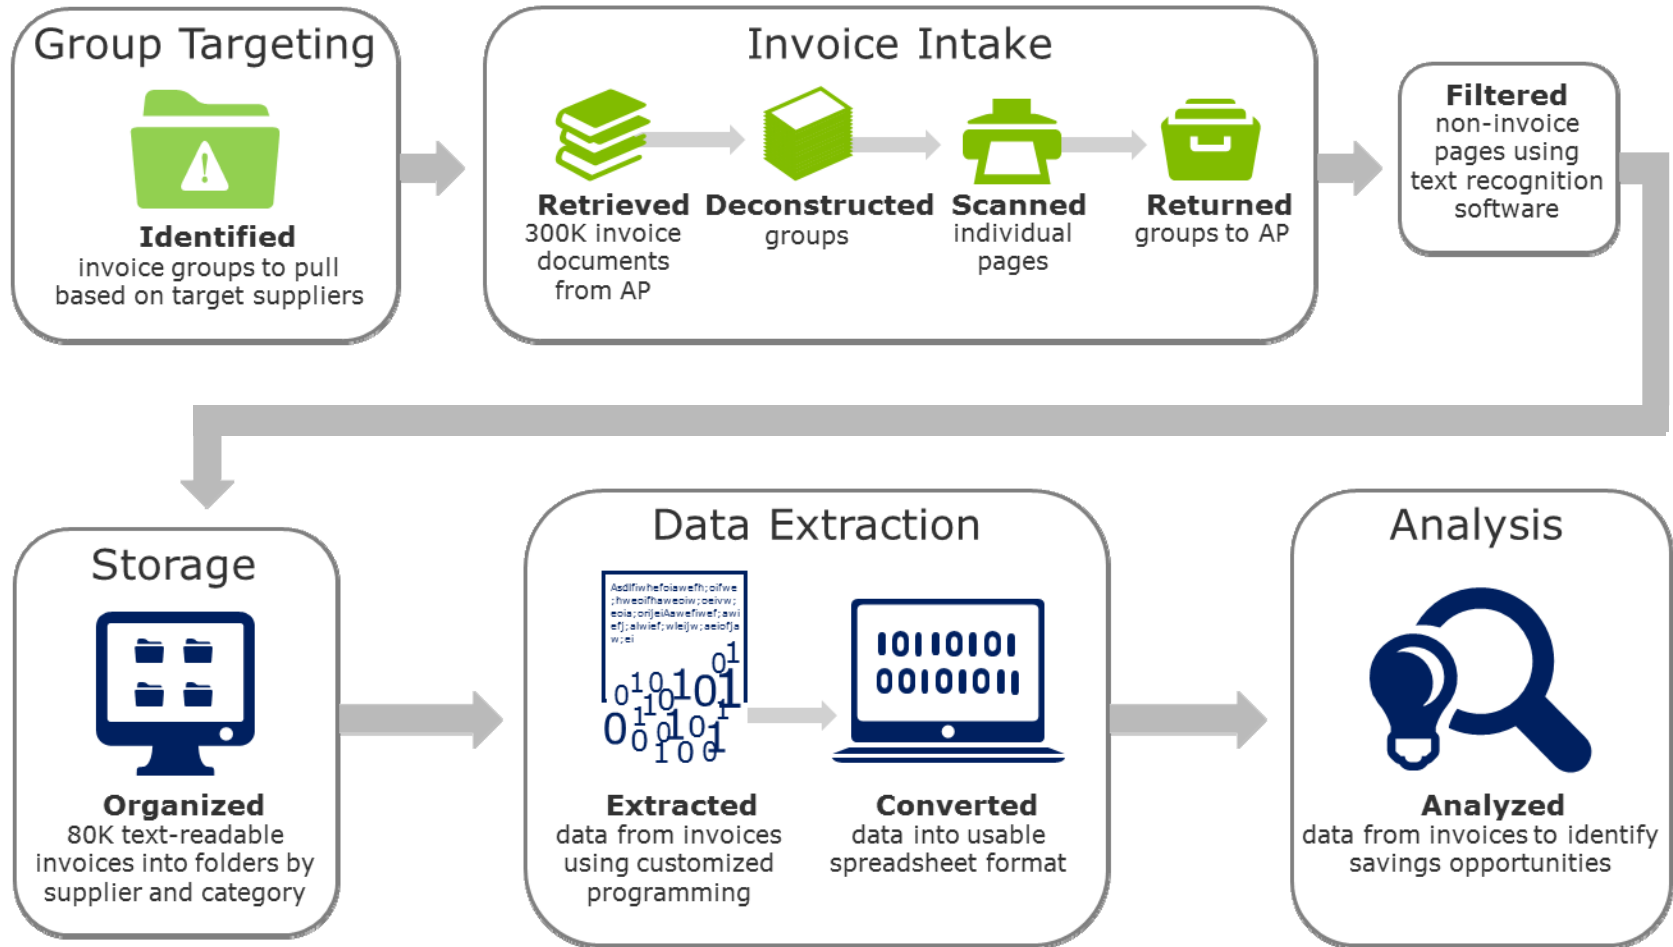 Group Targeting
Identified
invoice groups to pull
based on target suppliers
Invoice Intake
Retrieved
300K invoice
documents
from AP
Deconstructed
groups
Scanned
individual
pages
Returned
groups to AP
Filtered
non-invoice
pages using
text recognition
software
Storage
Organized
80K text-readable
invoices into folders by
supplier and category
Data Extraction
Extracted
data from invoices
using customized
programming
10110101
00101011
Converted
data into usable
spreadsheet format
Analysis
Analyzed
data from invoices to identify
savings opportunities